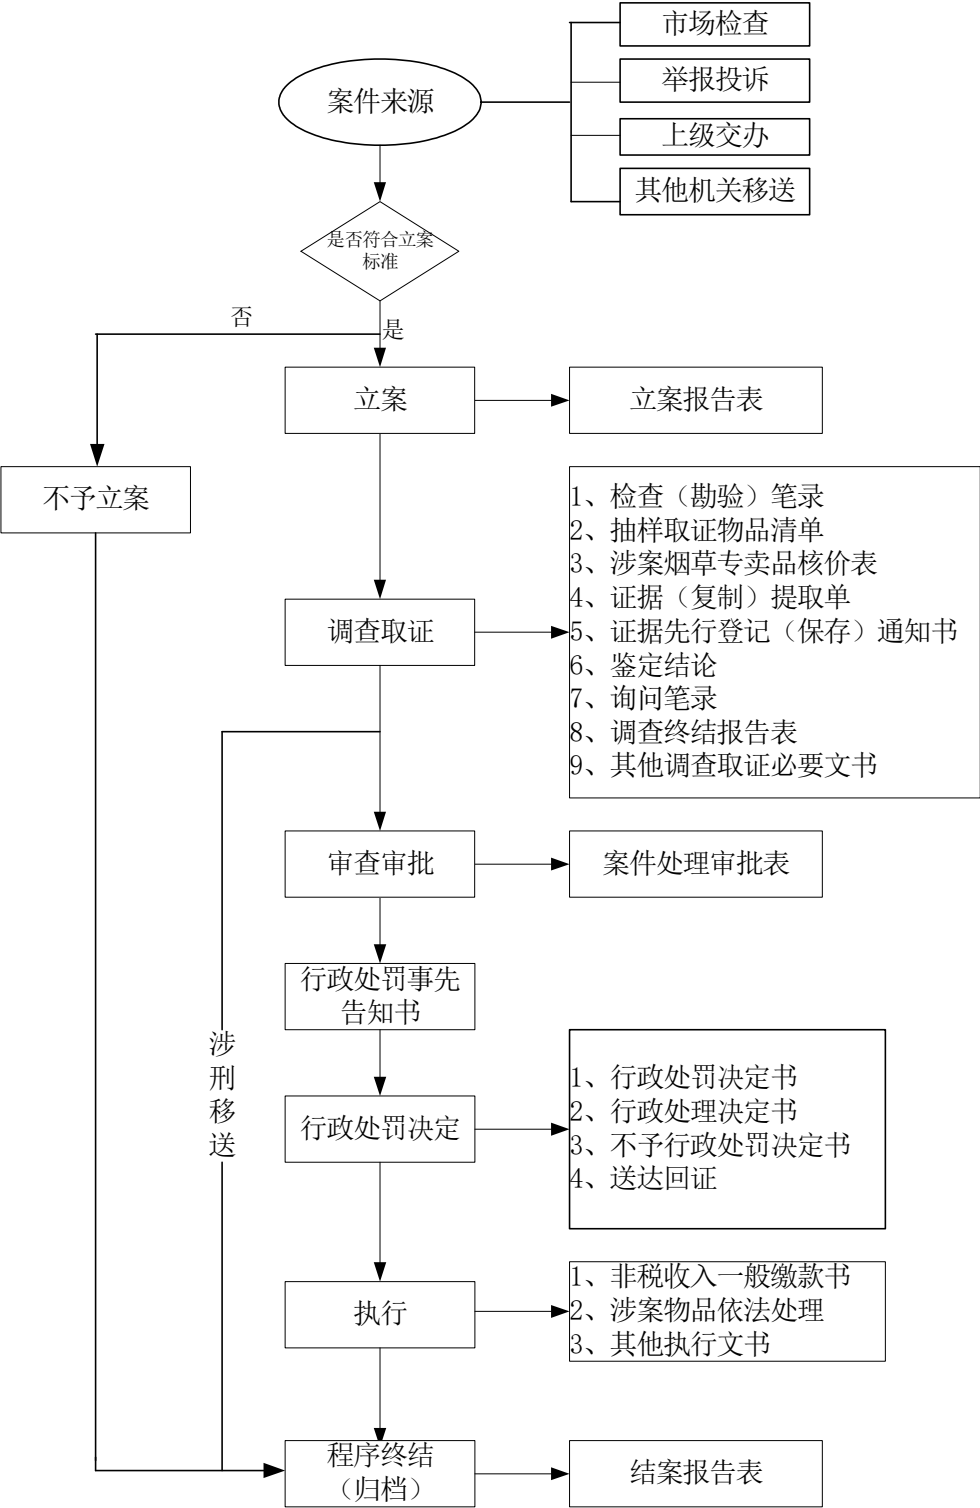 市场检查
举报投诉
案件来源
上级交办
其他机关移送
是否符合立案
标准
否
是
立案
立案报告表
不予立案
1、检查（勘验）笔录
2、抽样取证物品清单
3、涉案烟草专卖品核价表
4、证据（复制）提取单
5、证据先行登记（保存）通知书
6、鉴定结论
7、询问笔录
8、调查终结报告表
9、其他调查取证必要文书
调查取证
审查审批
案件处理审批表
行政处罚事先
告知书
涉
刑
移
送
行政处罚决定
1、行政处罚决定书
2、行政处理决定书
3、不予行政处罚决定书
4、送达回证
执行
1、非税收入一般缴款书
2、涉案物品依法处理
3、其他执行文书
程序终结
（归档）
结案报告表